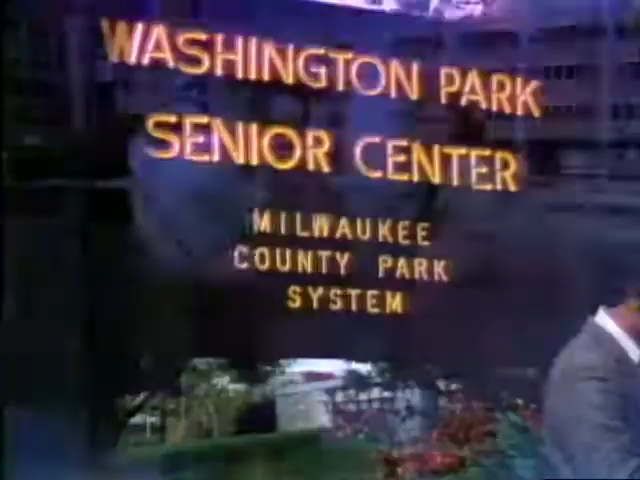 WASHINGTON PARK
SENIOR CENTER
MILWAUKEE
COUNTY PARK
SYSTEM